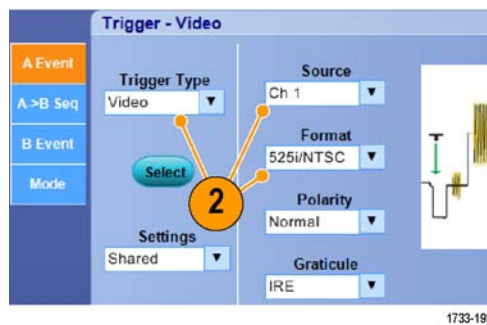 Trigger - Video
A Event
A->B Seq
B Event
Mode
Trigger Type
Video
Select
Settings
Shared
2
Source
Ch 1
Format
525i/NTSC
Polarity
Normal
Graticule
IRE
T